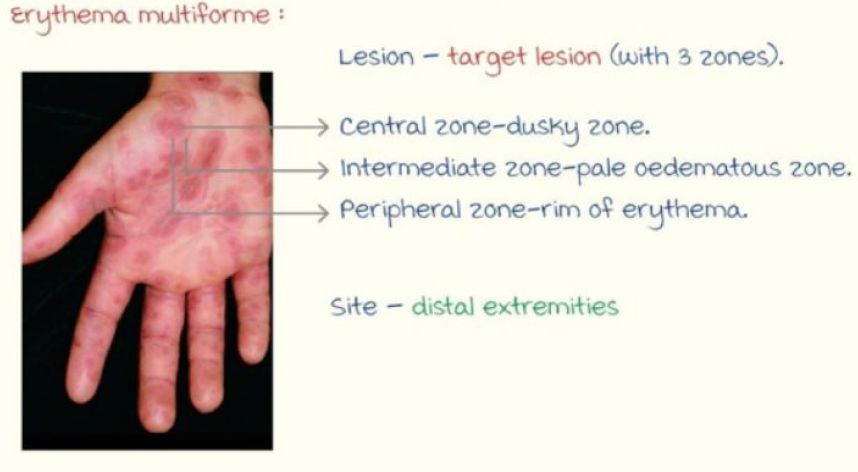 Erythema multiforme :
Lesion - target lesion (with 3 zones).
Central zone-dusky zone.
Intermediate zone-pale oedematous zone.
Peripheral zone-rim of erythema.
Site - distal extremities